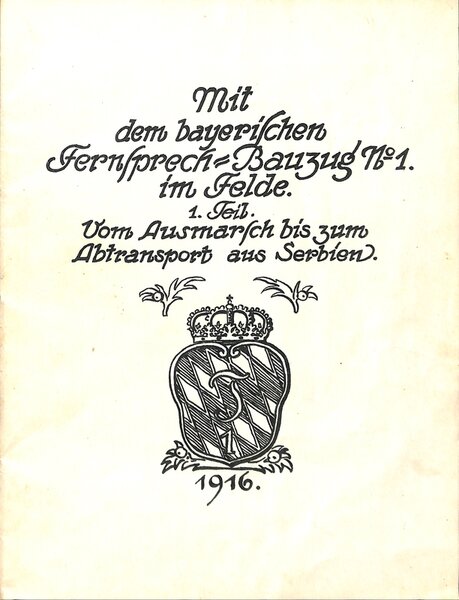 Mit
dem bayeriſchen
Fernſprech=Bauzug No 1.
im Felde.
1. Teil.
Vom Ausmarſch bis zum
Abtransport aus Serbien.
F
1
1916.